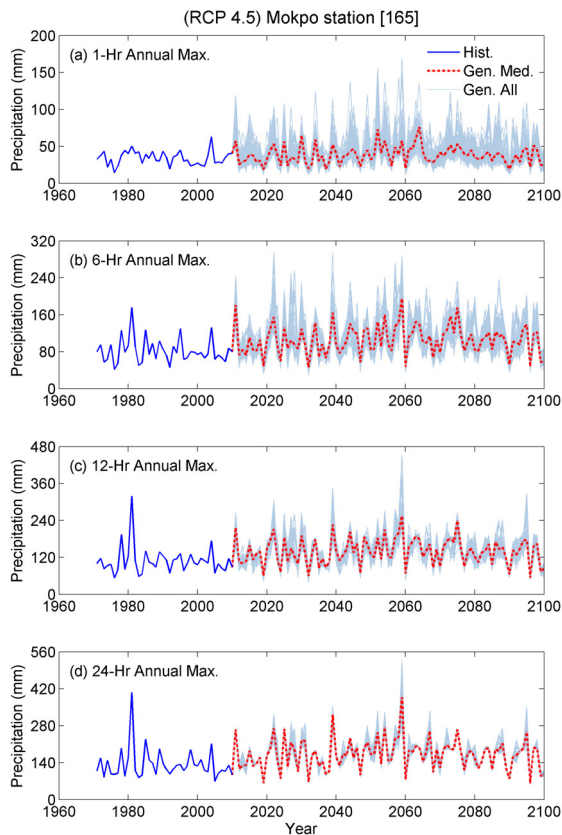 (RCP 4.5) Mokpo station [165]
200
150
100
50
0
Precipitation (mm)
(a) 1-Hr Annual Max.
Hist.
Gen. Med.
Gen. All
1960 1980 2000 2020 2040 2060 2080 2100
320
240
160
80
0
Precipitation (mm)
(b) 6-Hr Annual Max.
1960 1980 2000 2020 2040 2060 2080 2100
480
360
240
120
0
Precipitation (mm)
(c) 12-Hr Annual Max.
1960 1980 2000 2020 2040 2060 2080 2100
560
420
280
140
0
Precipitation (mm)
(d) 24-Hr Annual Max.
1960 1980 2000 2020 2040 2060 2080 2100
Year